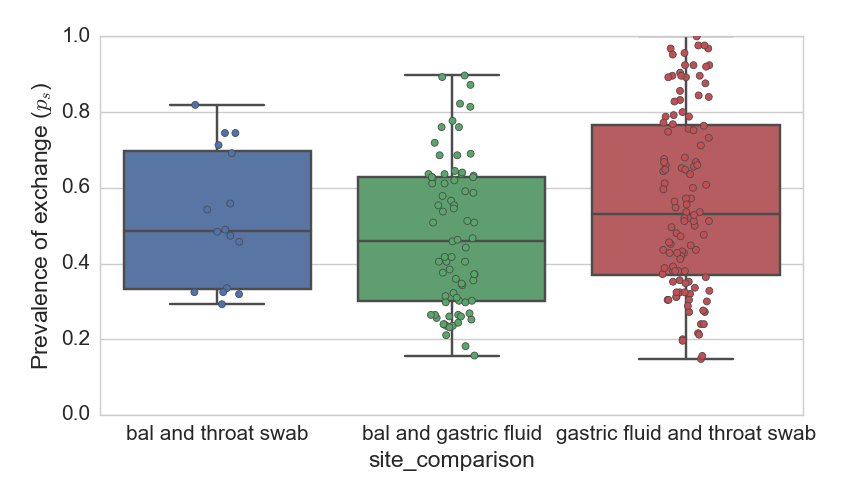 Prevalence of exchange (pₛ)
1.0
0.8
0.6
0.4
0.2
0.0
bal and throat swab
bal and gastric fluid
gastric fluid and throat swab
site_comparison